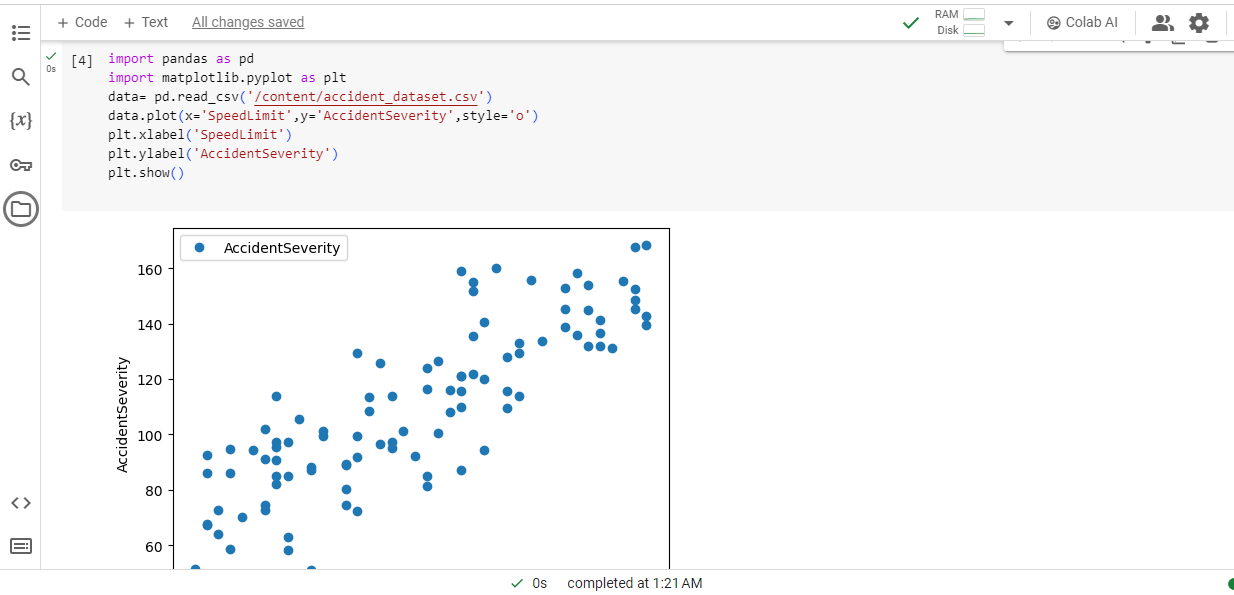 + Code + Text All changes saved
RAM
Disk
Colab AI
[4]
0s
import pandas as pd
import matplotlib.pyplot as plt
data= pd.read_csv('/content/accident_dataset.csv')
data.plot(x='SpeedLimit',y='AccidentSeverity',style='o')
plt.xlabel('SpeedLimit')
plt.ylabel('AccidentSeverity')
plt.show()
{x}
AccidentSeverity
160
140
120
100
80
60
AccidentSeverity
0s completed at 1:21 AM